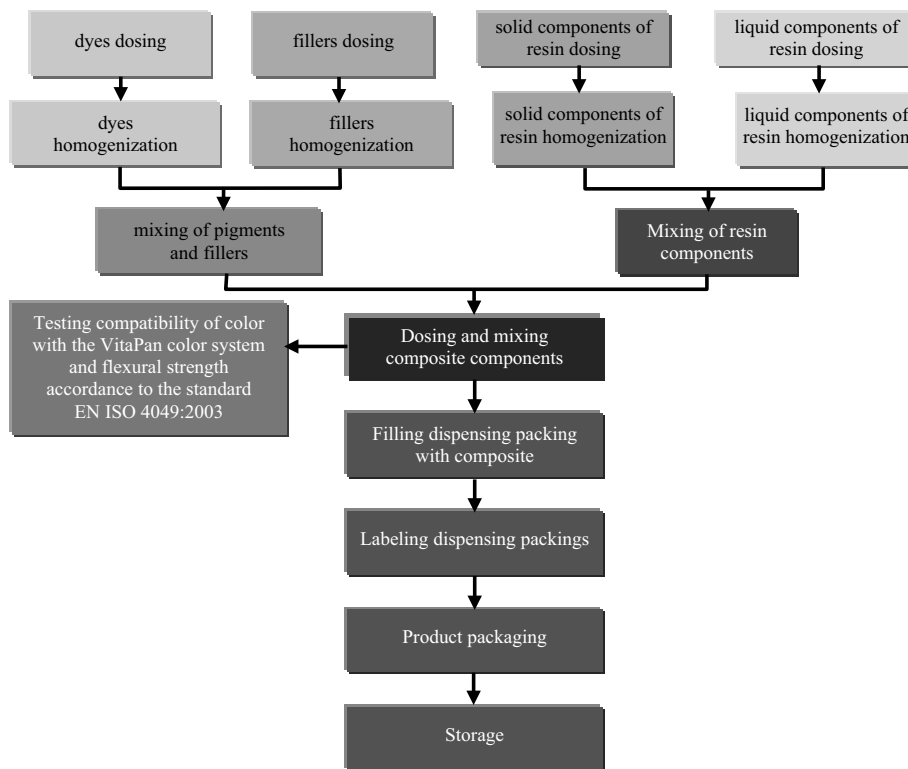 dyes dosing
fillers dosing
solid components of
resin dosing
liquid components of
resin dosing
dyes
homogenization
fillers
homogenization
solid components of
resin homogenization
liquid components of
resin homogenization
mixing of pigments
and fillers
Mixing of resin
components
Testing compatibility of color
with the VitaPan color system
and flexural strength
accordance to the standard
EN ISO 4049:2003
Dosing and mixing
composite components
Filling dispensing packing
with composite
Labeling dispensing packings
Product packaging
Storage